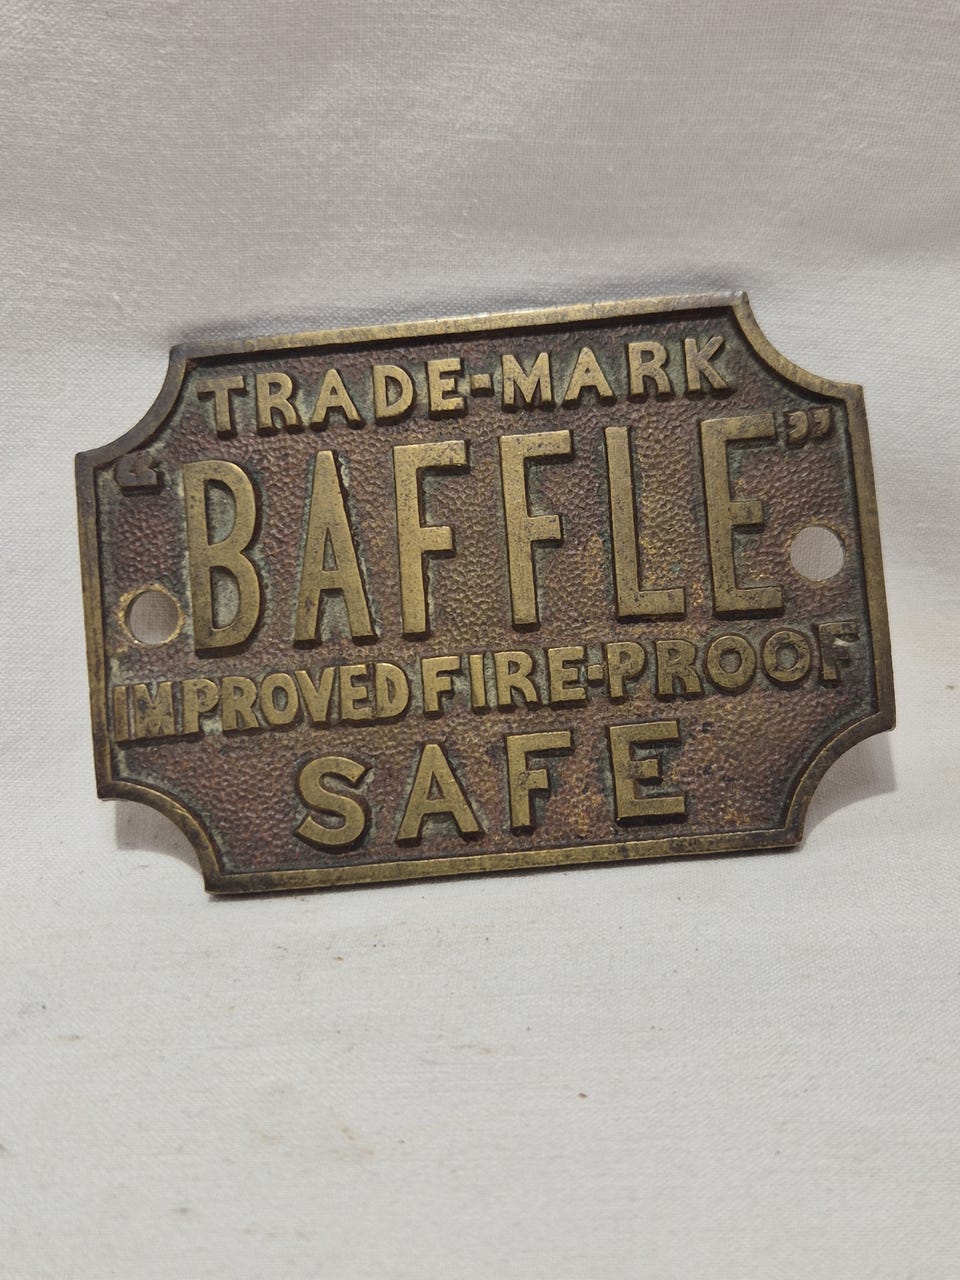 TRADE-MARK
“BAFFLE”
IMPROVED FIRE-PROOF
SAFE